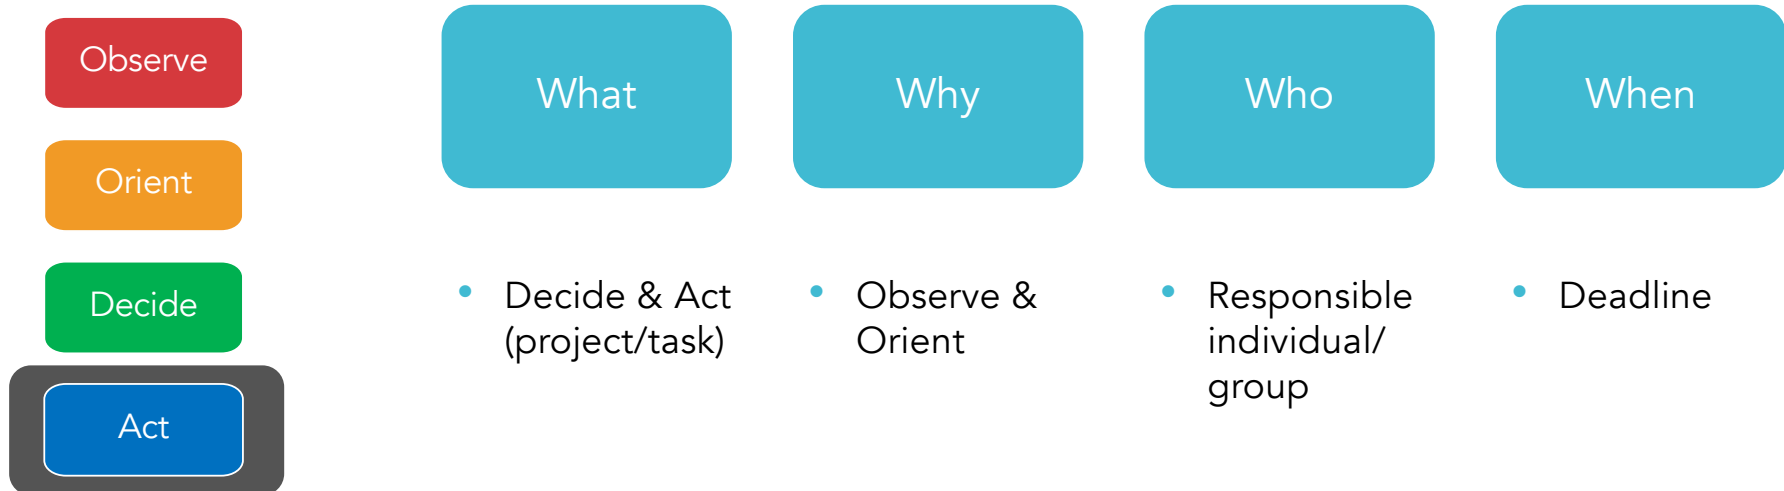 Observe
Orient
Decide
Act
What
Why
Who
When
• Decide & Act
(project/task)
• Observe &
Orient
• Responsible
individual/
group
• Deadline